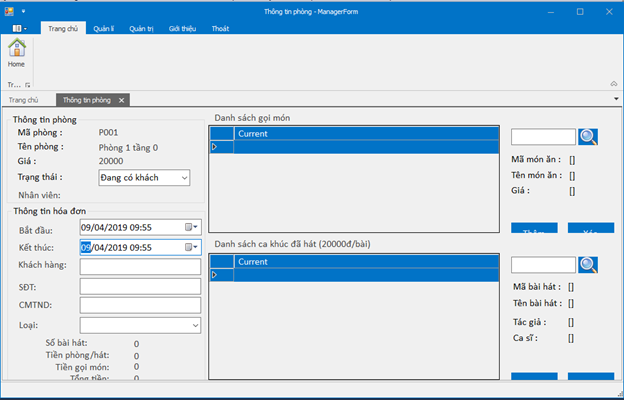 Thông tin phòng - ManagerForm
Trang chủ Quản lí Quản trị Giới thiệu Thoát
Home
Tr...
Trang chủ Thông tin phòng
Thông tin phòng
Mã phòng : P001
Tên phòng : Phòng 1 tầng 0
Giá : 20000
Trạng thái : Đang có khách
Nhân viên:
Thông tin hóa đơn
Bắt đầu: 09/04/2019 09:55
Kết thúc: 09/04/2019 09:55
Khách hàng:
SĐT:
CMTND:
Loại:
Số bài hát: 0
Tiền phòng/hát: 0
Tiền gọi món: 0
Tổng tiền: 0
Danh sách gọi món
Current
Mã món ăn : []
Tên món ăn : []
Giá : []
Thêm Xóa
Danh sách ca khúc đã hát (20000đ/bài)
Current
Mã bài hát : []
Tên bài hát : []
Tác giả : []
Ca sĩ : []